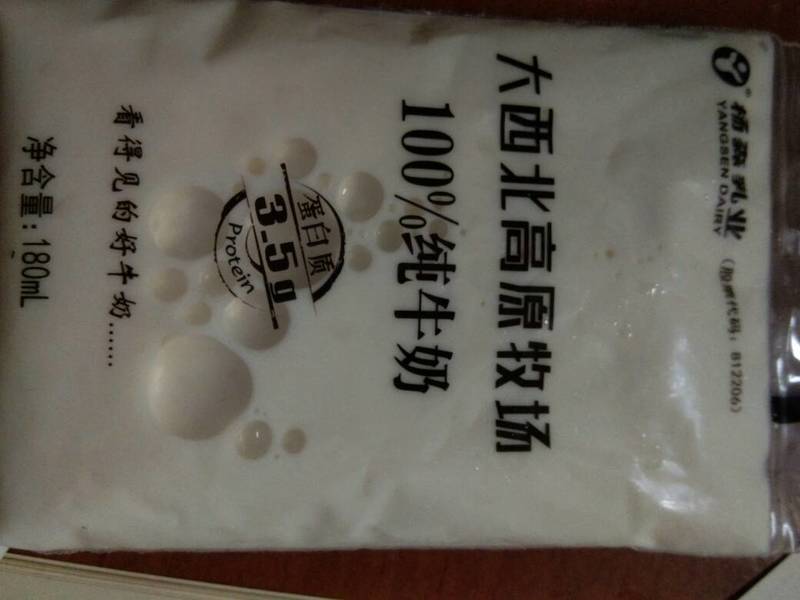 杨森乳业
YANGSEN DAIRY
(股票代码：812206)
大西北高原牧场
100%纯牛奶
蛋白质
3.5g
Protein
看得见的好牛奶......
净含量：180mL